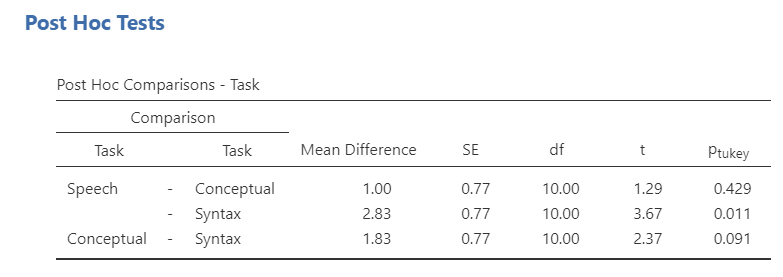 Post Hoc Tests
Post Hoc Comparisons - Task
Comparison
Task Task Mean Difference SE df t ptukey
Speech - Conceptual 1.00 0.77 10.00 1.29 0.429
- Syntax 2.83 0.77 10.00 3.67 0.011
Conceptual - Syntax 1.83 0.77 10.00 2.37 0.091